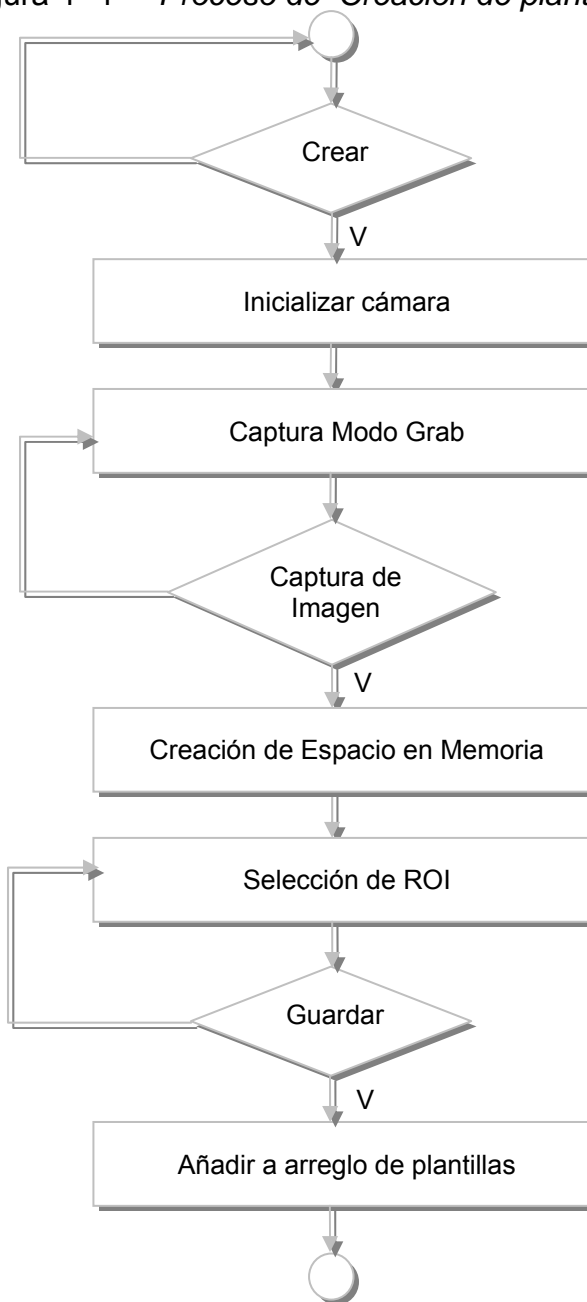 Crear
V
Inicializar cámara
Captura Modo Grab
Captura de
Imagen
V
Creación de Espacio en Memoria
Selección de ROI
Guardar
V
Añadir a arreglo de plantillas